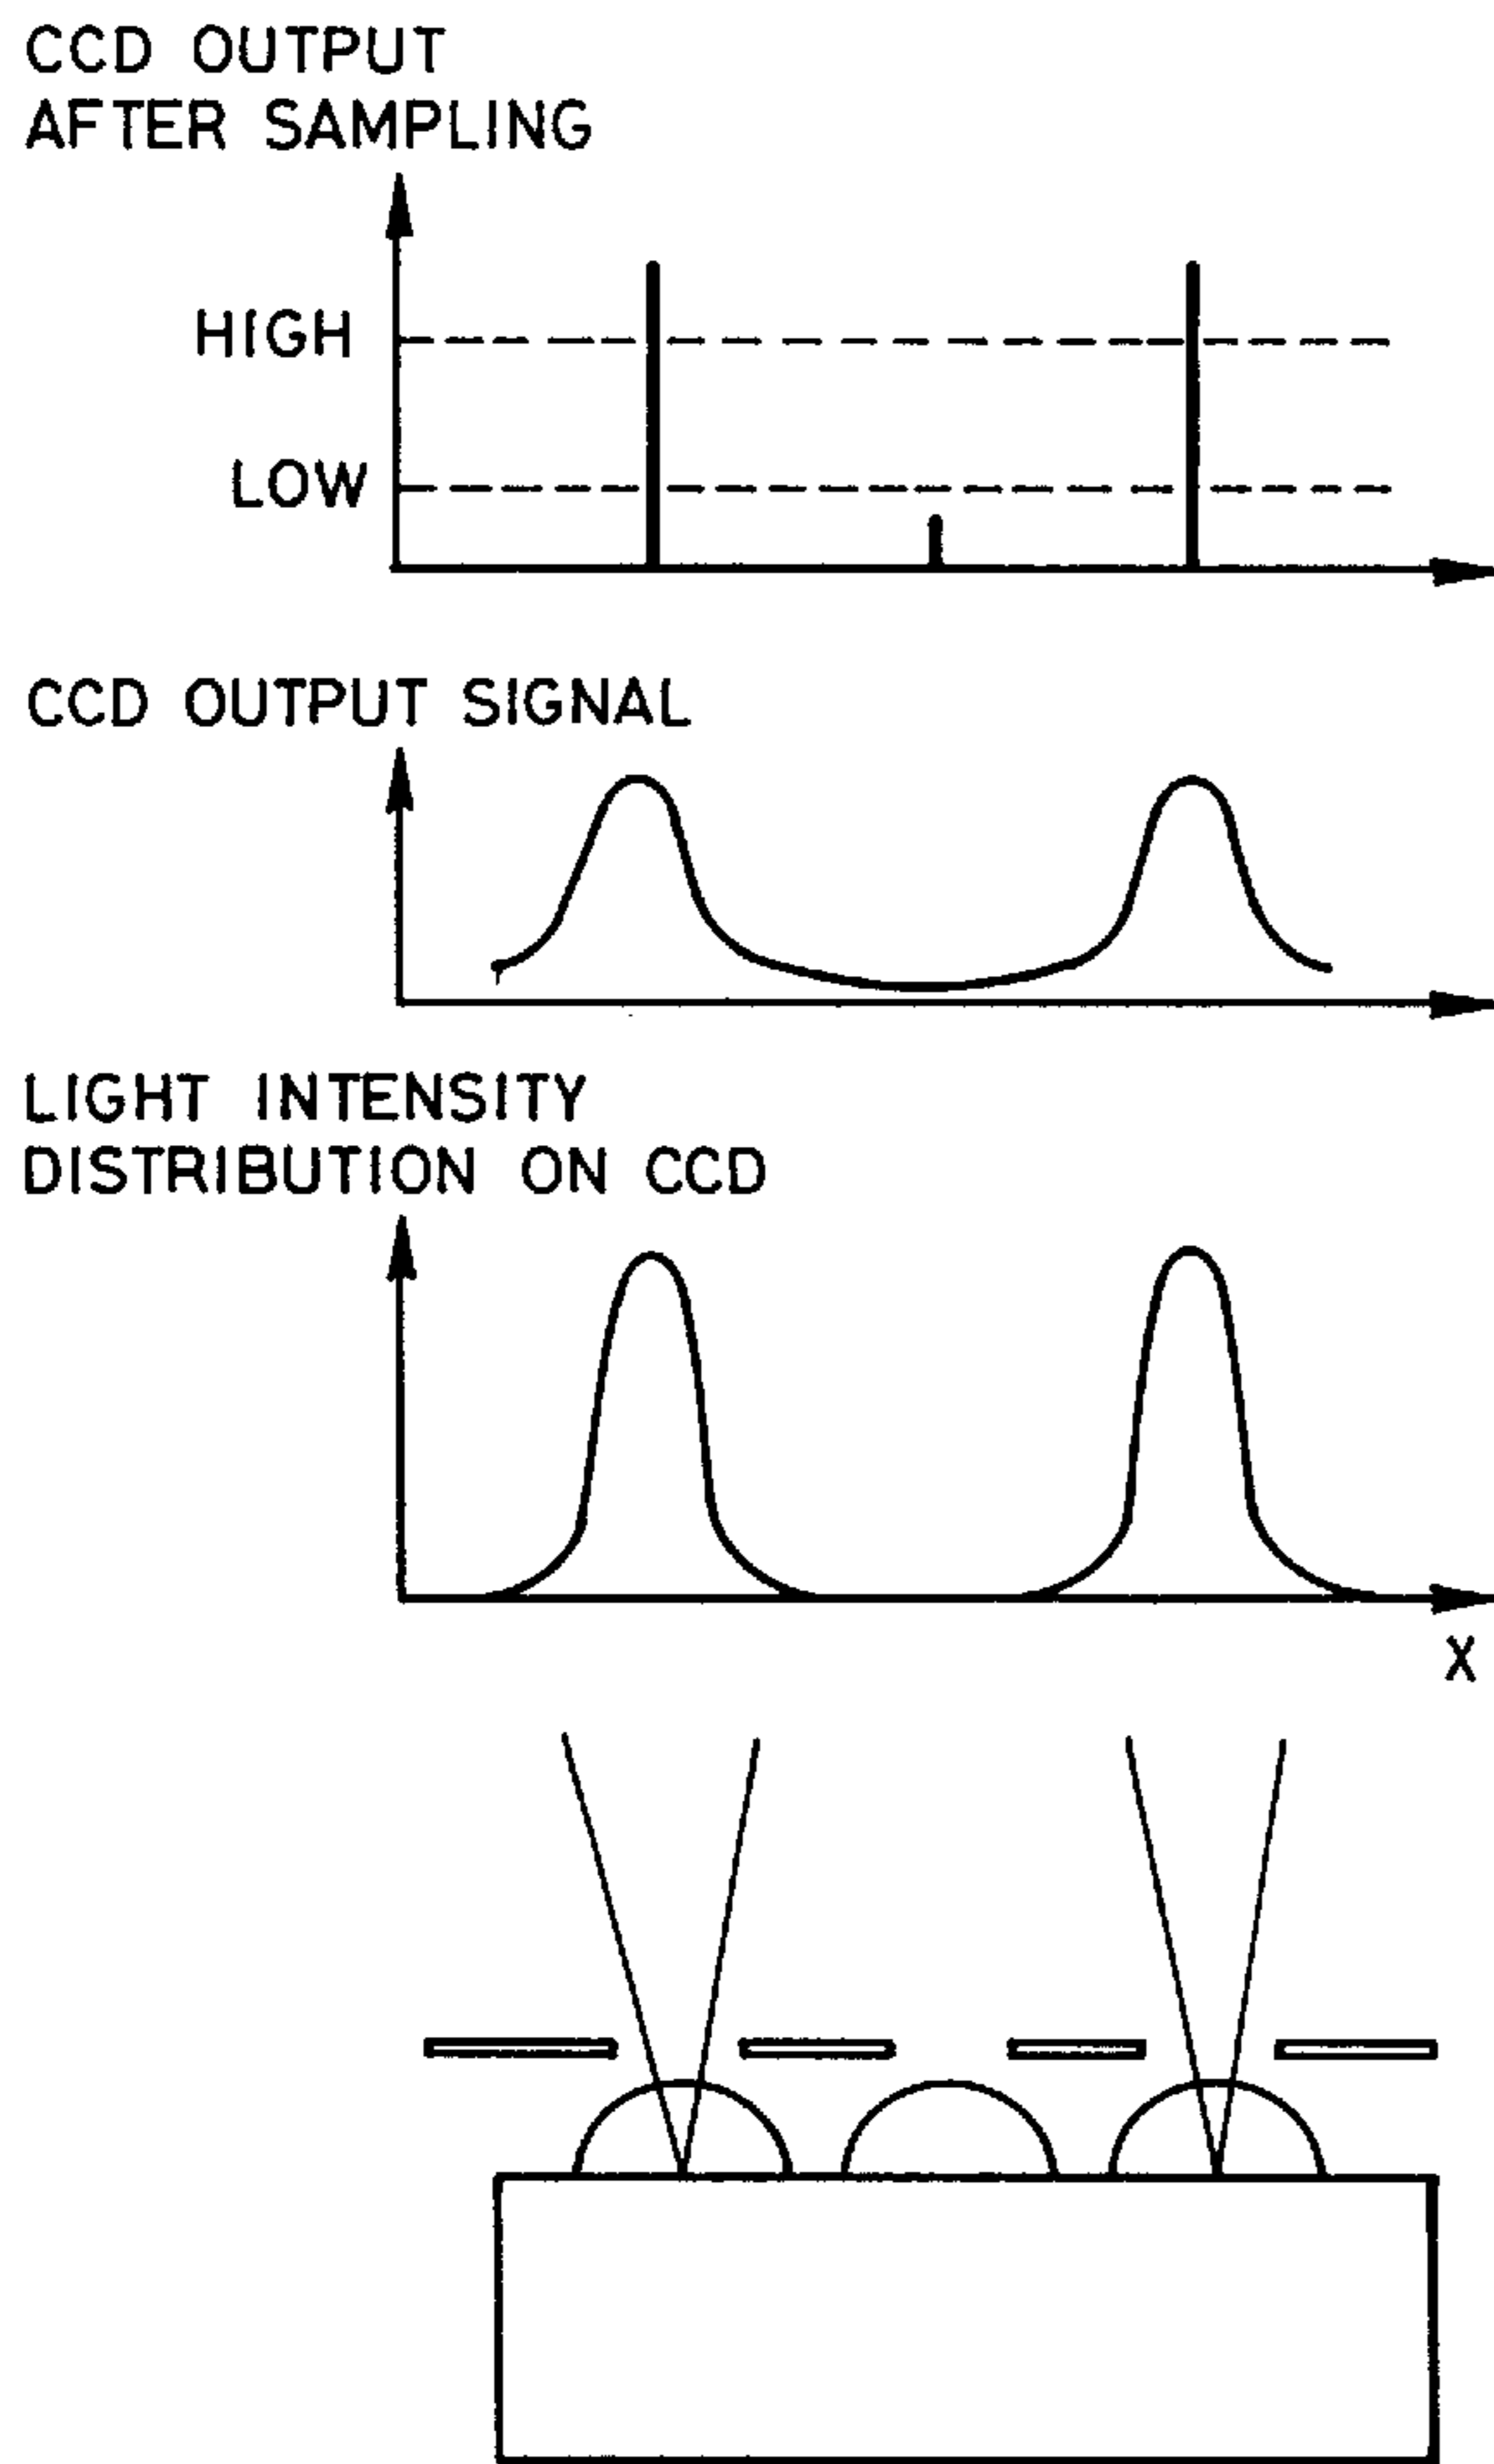 CCD OUTPUT
AFTER SAMPLING
HIGH
LOW
CCD OUTPUT SIGNAL
LIGHT INTENSITY
DISTRIBUTION ON CCD
X